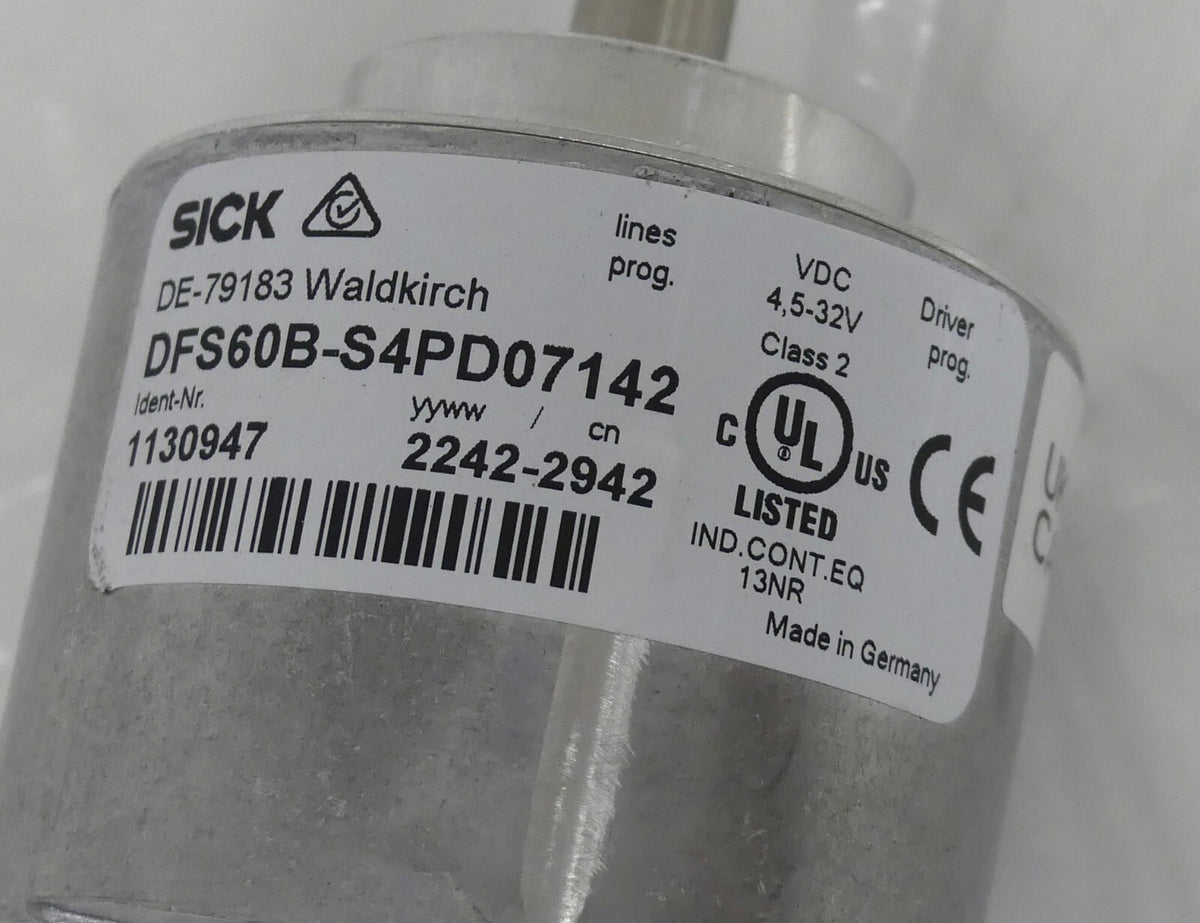 SICK
DE-79183 Waldkirch
DFS60B-S4PD07142
Ident-Nr.
1130947
yyww / cn
2242-2942
lines
prog.
VDC
4,5-32V
Class 2
Driver
prog.
C UL US
LISTED
IND.CONT.EQ
13NR
CE
Made in Germany